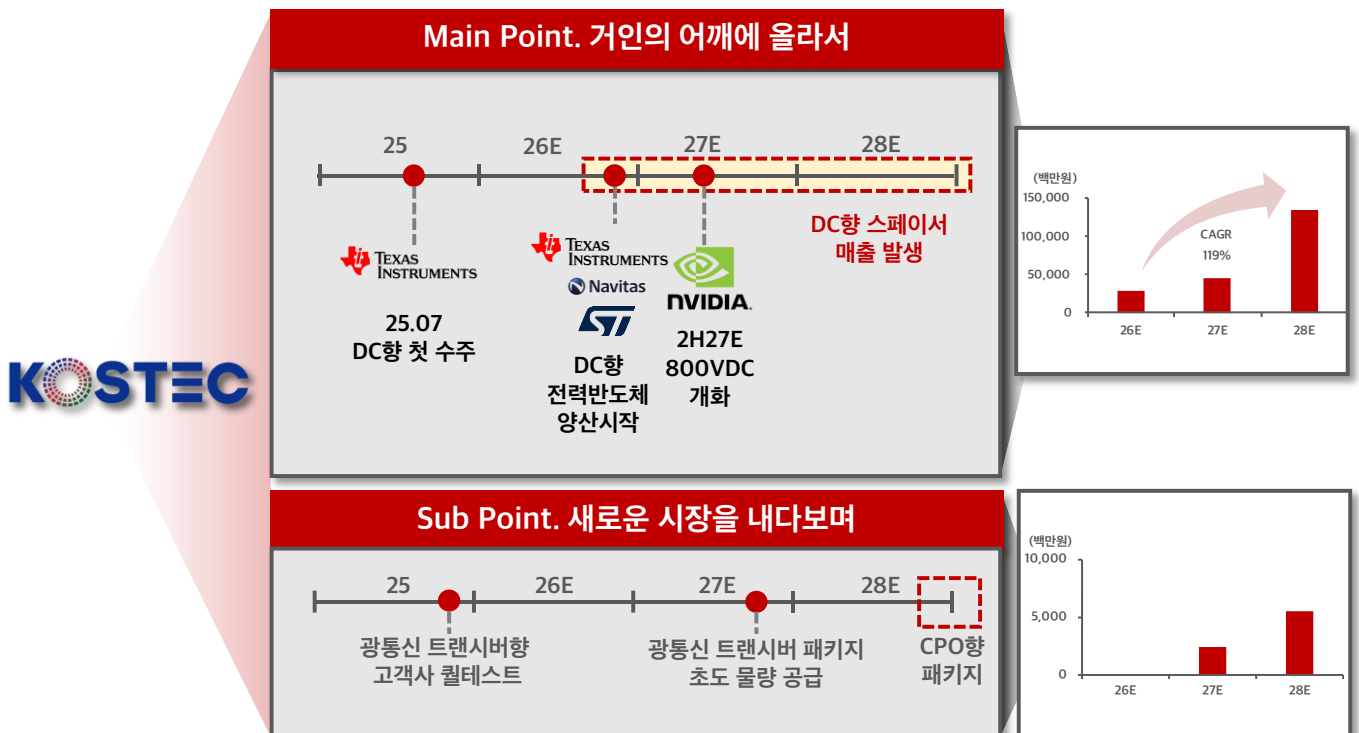 Main Point. 거인의 어깨에 올라서
25
26E
27E
28E
TEXAS
INSTRUMENTS
25.07
DC향 첫 수주
TEXAS
INSTRUMENTS
Navitas
ST
DC향
전력반도체
양산시작
NVIDIA.
2H27E
800VDC
개화
DC향 스페이서
매출 발생
(백만원)
150,000
100,000
50,000
0
CAGR
119%
26E
27E
28E
KOSTEC
Sub Point. 새로운 시장을 내다보며
25
26E
27E
28E
광통신 트랜시버향
고객사 퀄테스트
광통신 트랜시버 패키지
초도 물량 공급
CPO향
패키지
(백만원)
10,000
5,000
0
26E
27E
28E